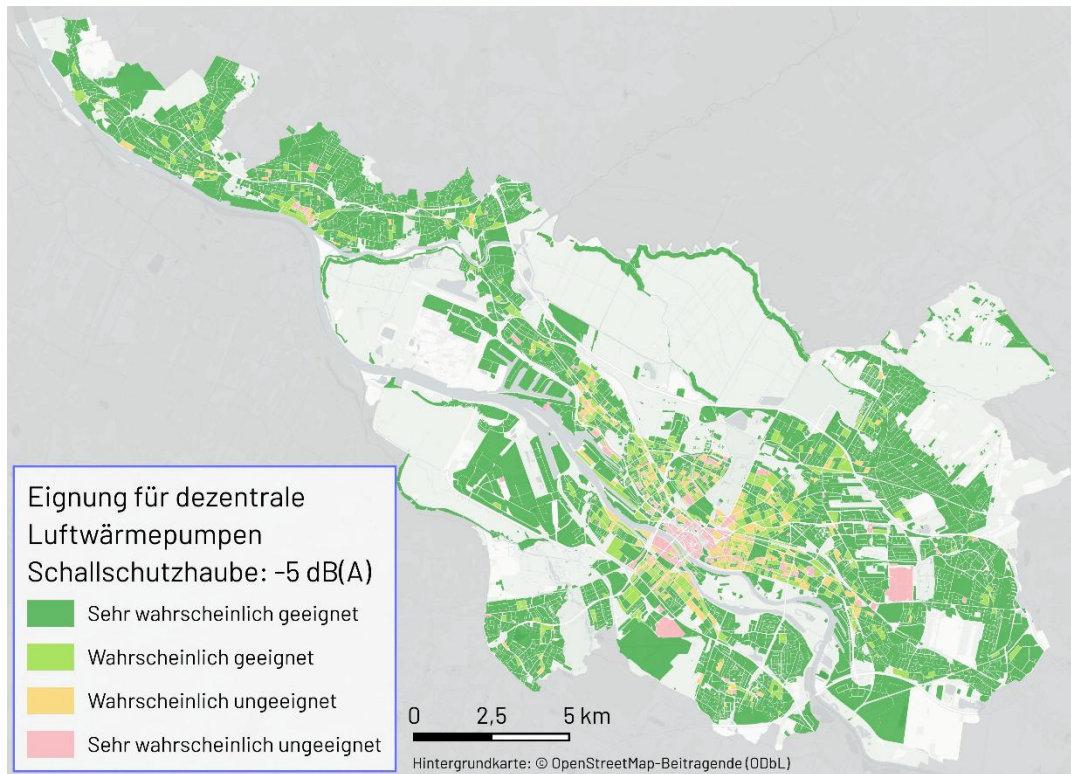 Eignung für dezentrale
Luftwärmepumpen
Schallschutzhaube: -5 dB(A)
Sehr wahrscheinlich geeignet
Wahrscheinlich geeignet
Wahrscheinlich ungeeignet
Sehr wahrscheinlich ungeeignet
0 2,5 5 km
Hintergrundkarte: © OpenStreetMap-Beitragende (ODbL)